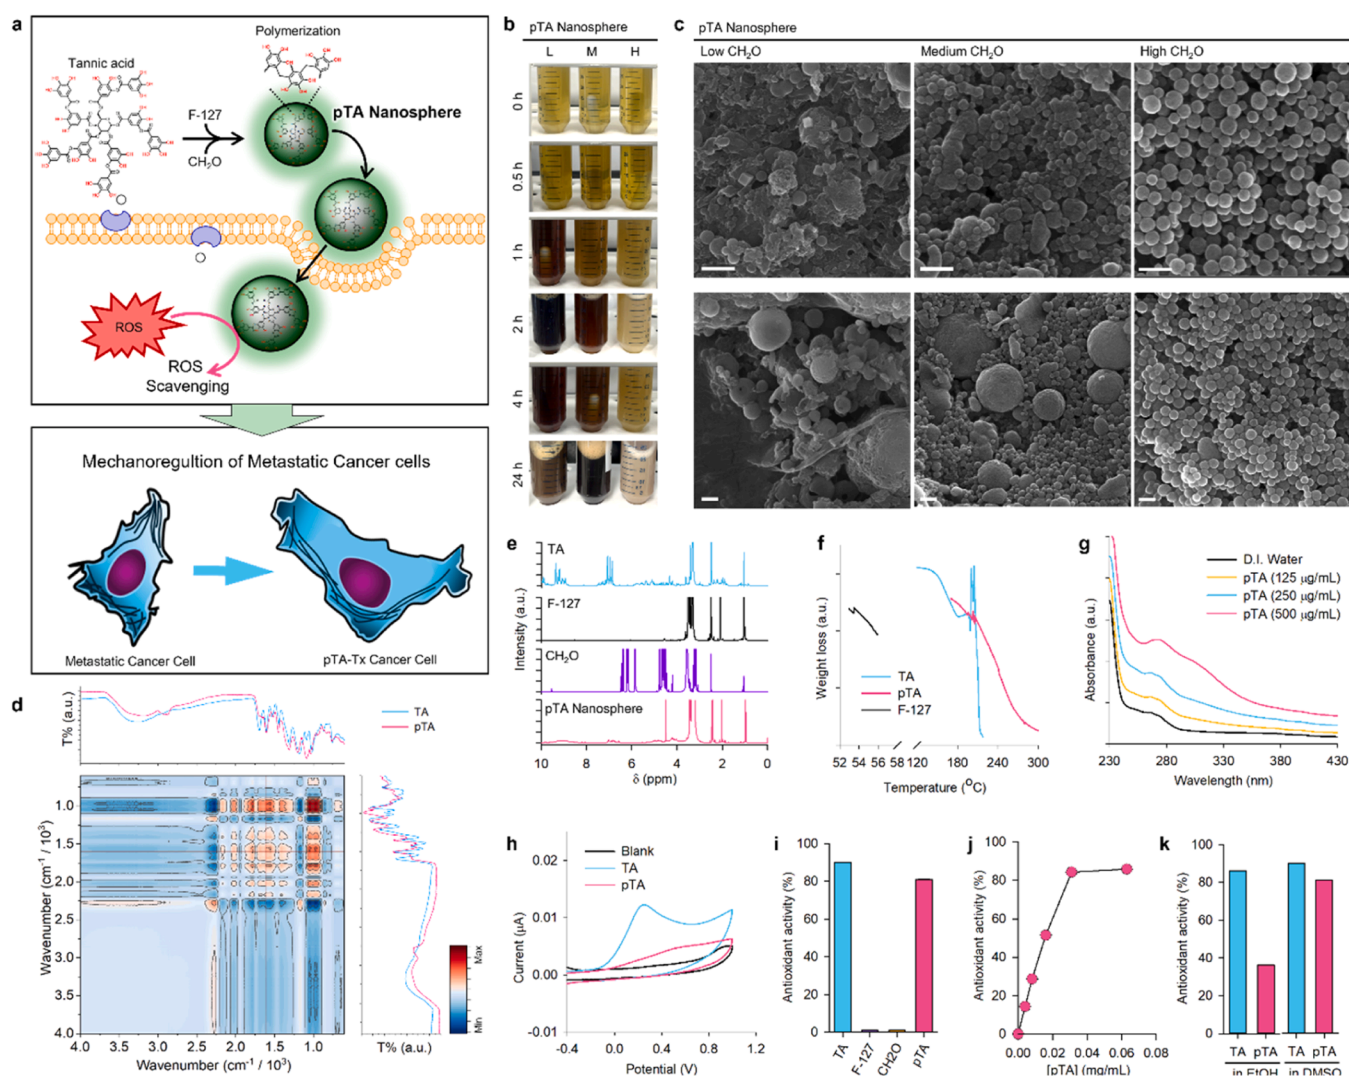 a
Tannic acid
Polymerization
F-127
CH₂O
pTA Nanosphere
ROS
ROS
Scavenging
Mechanoregultion of Metastatic Cancer cells
Metastatic Cancer Cell
pTA-Tx Cancer Cell
b
pTA Nanosphere
L M H
0 h
0.5 h
1 h
2 h
4 h
24 h
c
pTA Nanosphere
Low CH₂O
Medium CH₂O
High CH₂O
d
T% (a.u.)
TA
pTA
Wavenumber (cm⁻¹ / 10³)
1.0
1.5
2.0
2.5
3.0
3.5
4.0
4.0 3.5 3.0 2.5 2.0 1.5 1.0
Wavenumber (cm⁻¹ / 10³)
T% (a.u.)
Max
Min
e
Intensity (a.u.)
TA
F-127
CH₂O
pTA Nanosphere
10 8 6 4 2 0
δ (ppm)
f
Weight loss (a.u.)
TA
pTA
F-127
52 54 56 58 120 180 240 300
Temperature (°C)
g
Absorbance (a.u.)
D.I. Water
pTA (125 µg/mL)
pTA (250 µg/mL)
pTA (500 µg/mL)
230 270 310 350 390 430
Wavelength (nm)
h
Current (µA)
Blank
TA
pTA
0.02
0.01
0.00
-0.01
-0.4 0.0 0.4 0.8 1.2
Potential (V)
i
Antioxidant activity (%)
100
80
60
40
20
0
TA
F-127
CH2O
pTA
j
Antioxidant activity (%)
100
80
60
40
20
0
0.00 0.02 0.04 0.06 0.08
[pTA] (mg/mL)
k
Antioxidant activity (%)
100
80
60
40
20
0
TA pTA TA pTA
in EtOH in DMSO